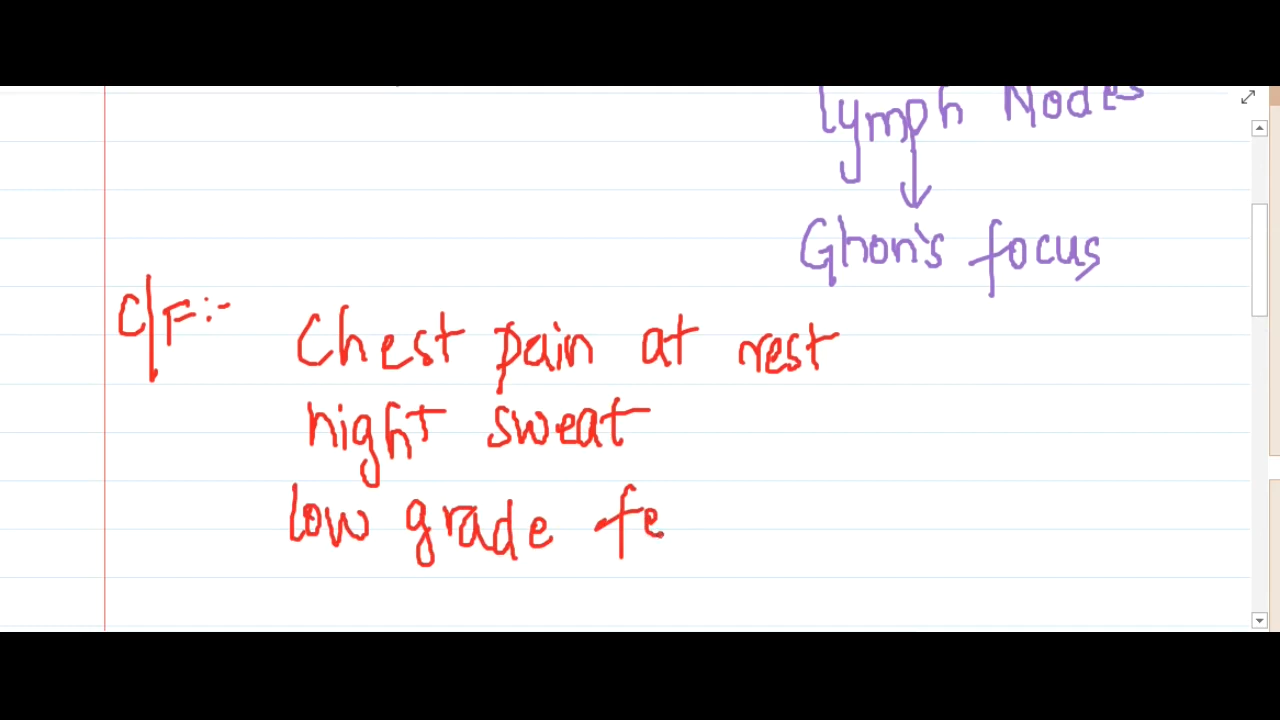 lymph Nodes
↓
Ghon's focus
C/F:-
Chest pain at rest
night sweat
low grade fe